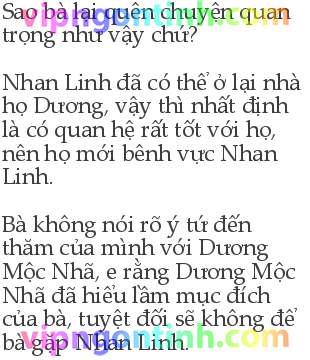 Sao bà lại quên chuyện quan
trọng như vậy chứ?
Nhan Linh đã có thể ở lại nhà
họ Dương, vậy thì nhất định
là có quan hệ rất tốt với họ,
nên họ mới bênh vực Nhan
Linh.
Bà không nói rõ ý tứ đến
thăm của mình với Dương
Mộc Nhã, e rằng Dương Mộc
Nhã đã hiểu lầm mục đích
của bà, tuyệt đối sẽ không để
bà gặp Nhan Linh.
vipngontinh.com
vipngontinh.com